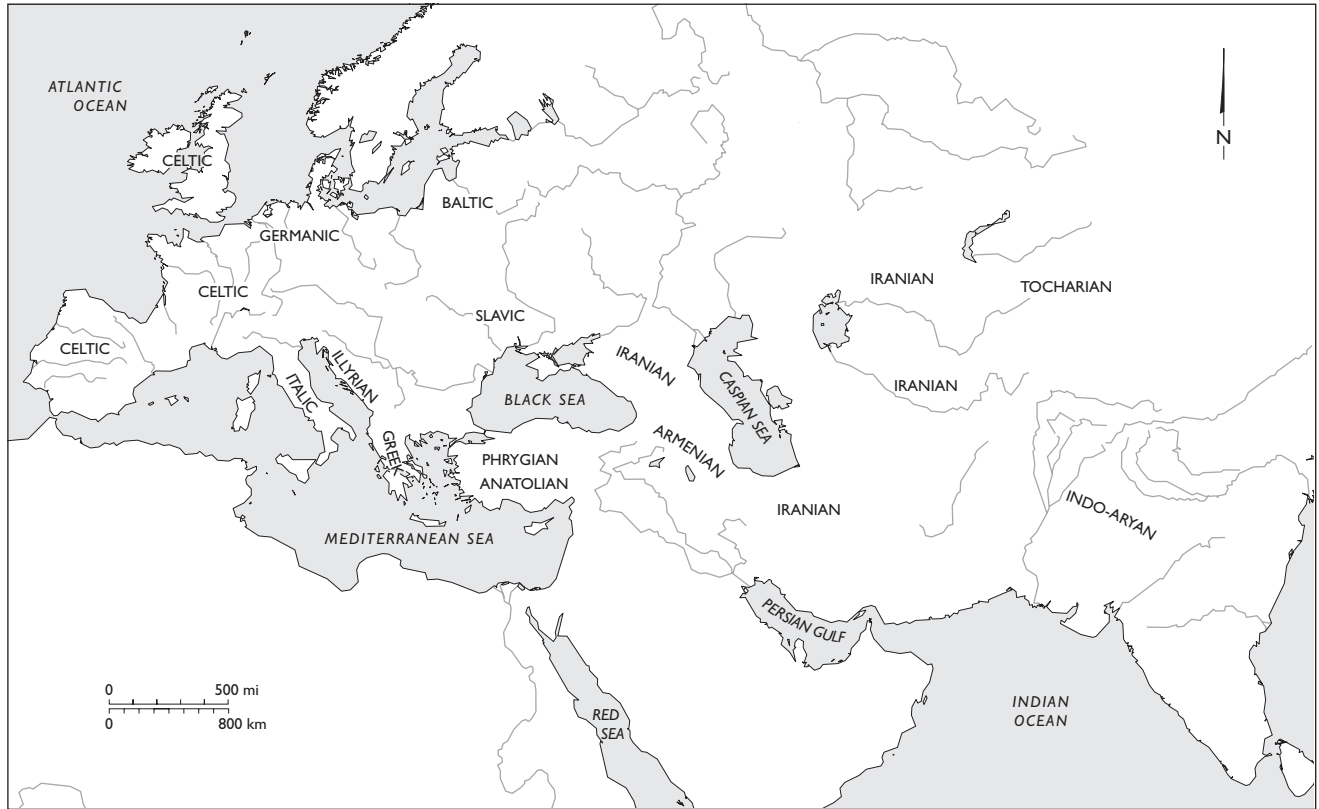 ATLANTIC
OCEAN
N
CELTIC
BALTIC
GERMANIC
IRANIAN
TOCHARIAN
CELTIC
SLAVIC
CELTIC
ILLYRIAN
IRANIAN
CASPIAN SEA
IRANIAN
ITALIC
BLACK SEA
GREEK
ARMENIAN
PHRYGIAN
ANATOLIAN
IRANIAN
INDO-ARYAN
MEDITERRANEAN SEA
PERSIAN GULF
0 500 mi
0 800 km
RED
SEA
INDIAN
OCEAN